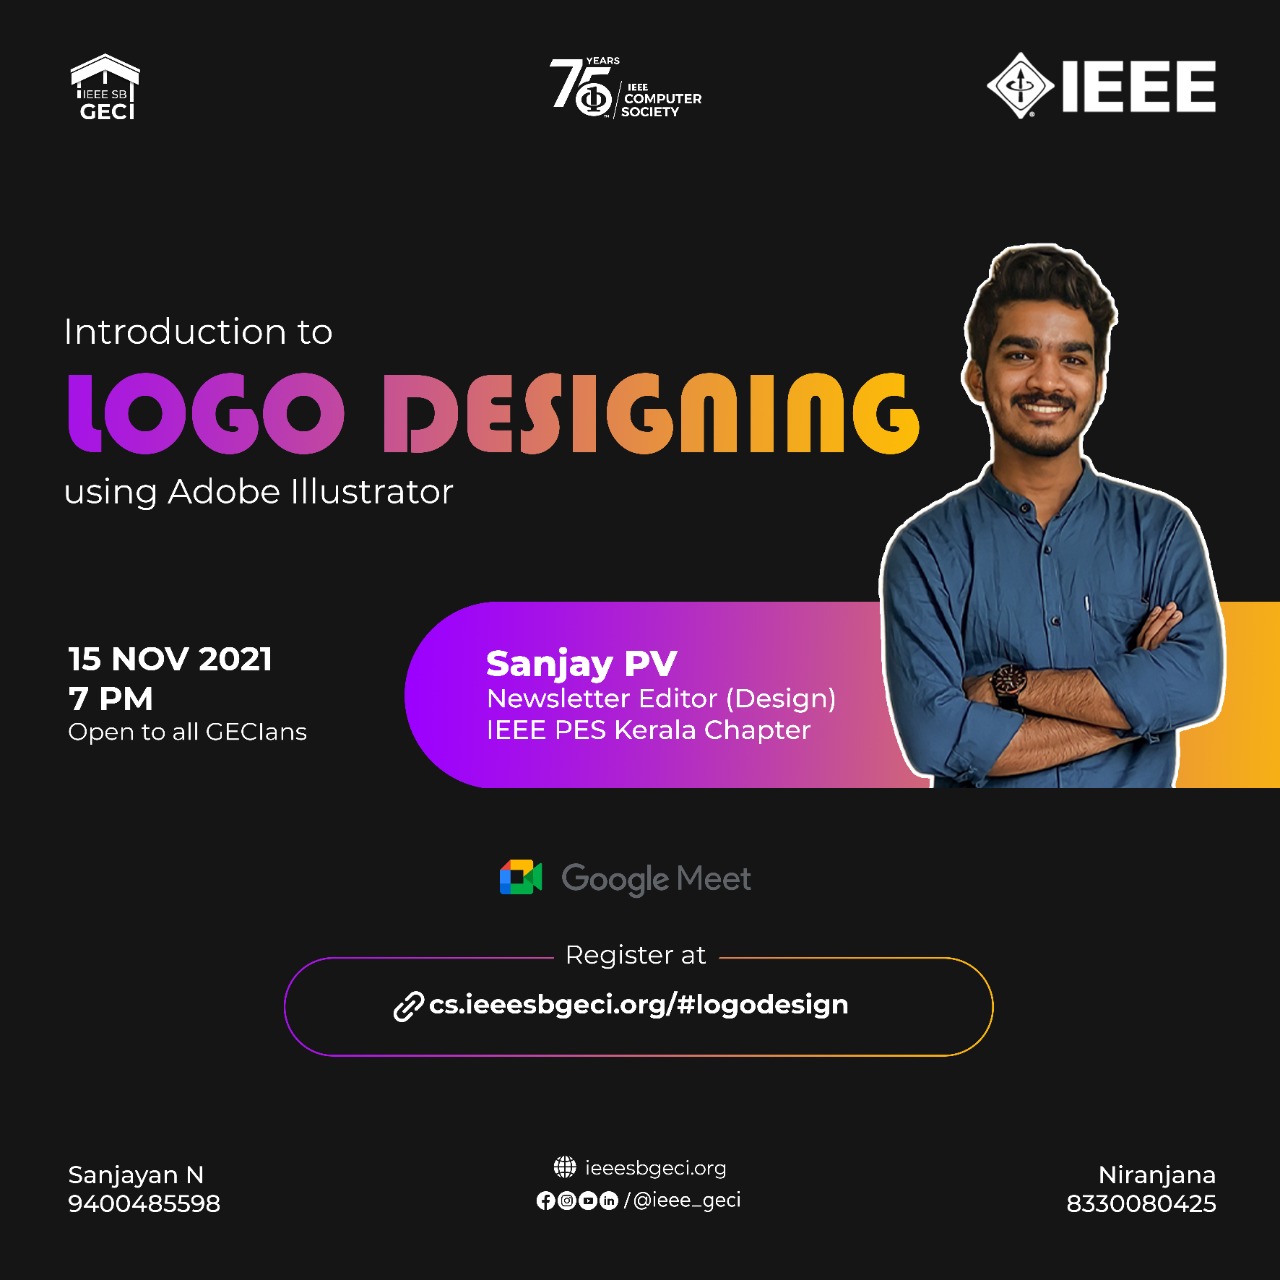 IEEE SB
GECI
75 YEARS
IEEE
COMPUTER
SOCIETY
IEEE
Introduction to
LOGO DESIGNING
using Adobe Illustrator
15 NOV 2021
7 PM
Open to all GECIans
Sanjay PV
Newsletter Editor (Design)
IEEE PES Kerala Chapter
Google Meet
Register at
cs.ieeesbgeci.org/#logodesign
Sanjayan N
9400485598
ieeesbgeci.org
/@ieee_geci
Niranjana
8330080425